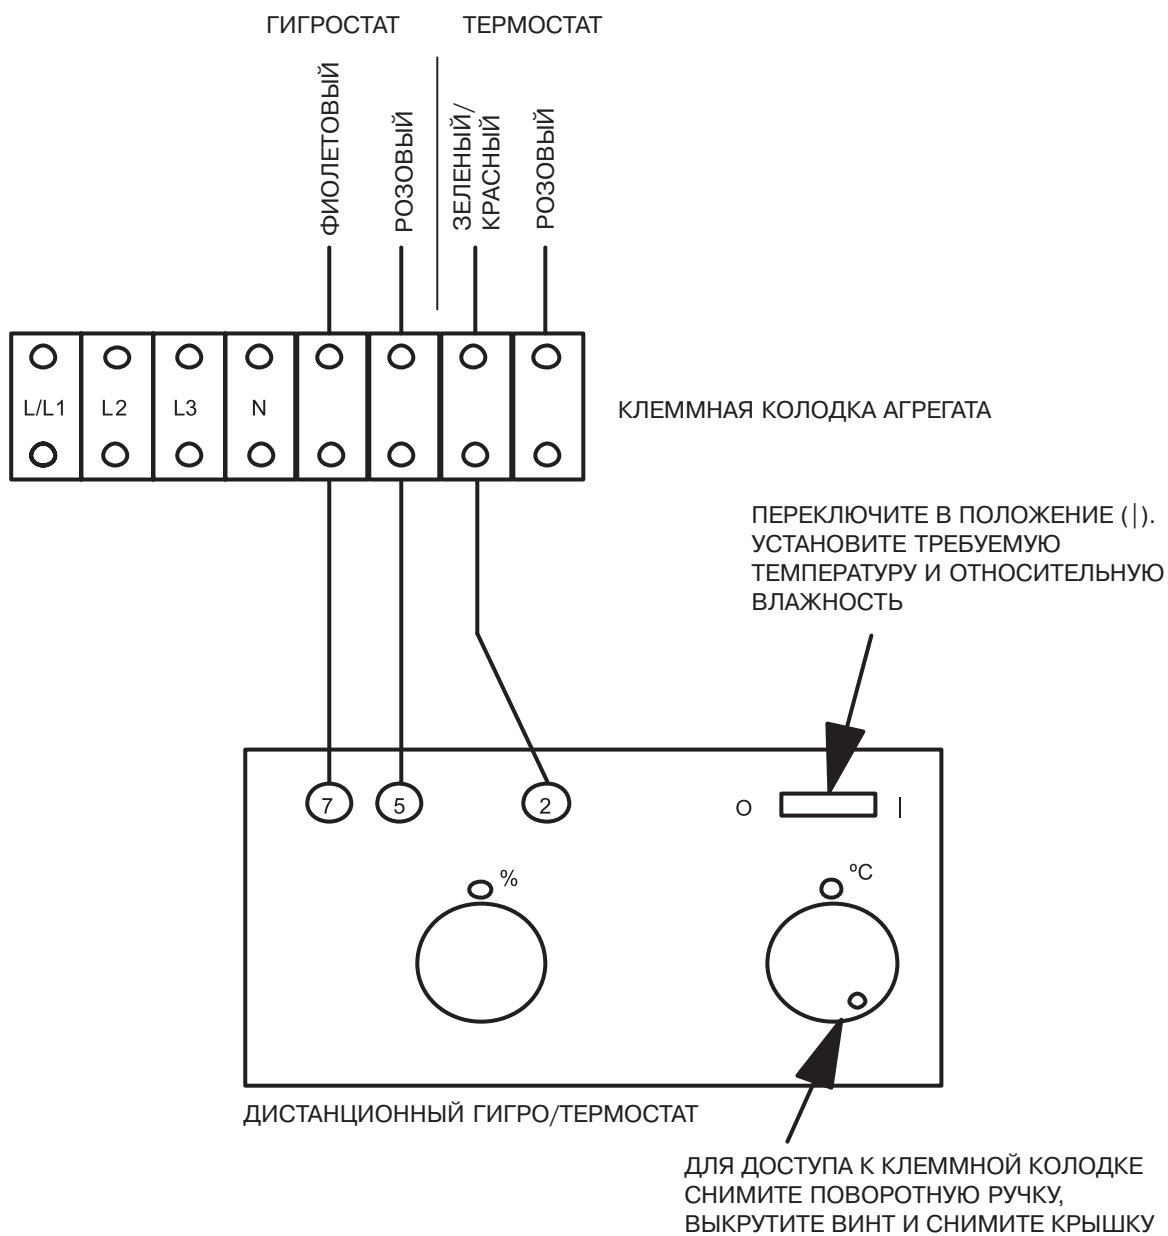 ГИГРОСТАТ
ТЕРМОСТАТ
ФИОЛЕТОВЫЙ
РОЗОВЫЙ
ЗЕЛЕНЫЙ/
КРАСНЫЙ
РОЗОВЫЙ
L/L1
L2
L3
N
КЛЕММНАЯ КОЛОДКА АГРЕГАТА
ПЕРЕКЛЮЧИТЕ В ПОЛОЖЕНИЕ (|).
УСТАНОВИТЕ ТРЕБУЕМУЮ
ТЕМПЕРАТУРУ И ОТНОСИТЕЛЬНУЮ
ВЛАЖНОСТЬ
7
5
2
O
|
%
ºC
ДИСТАНЦИОННЫЙ ГИГРО/ТЕРМОСТАТ
ДЛЯ ДОСТУПА К КЛЕММНОЙ КОЛОДКЕ
СНИМИТЕ ПОВОРОТНУЮ РУЧКУ,
ВЫКРУТИТЕ ВИНТ И СНИМИТЕ КРЫШКУ